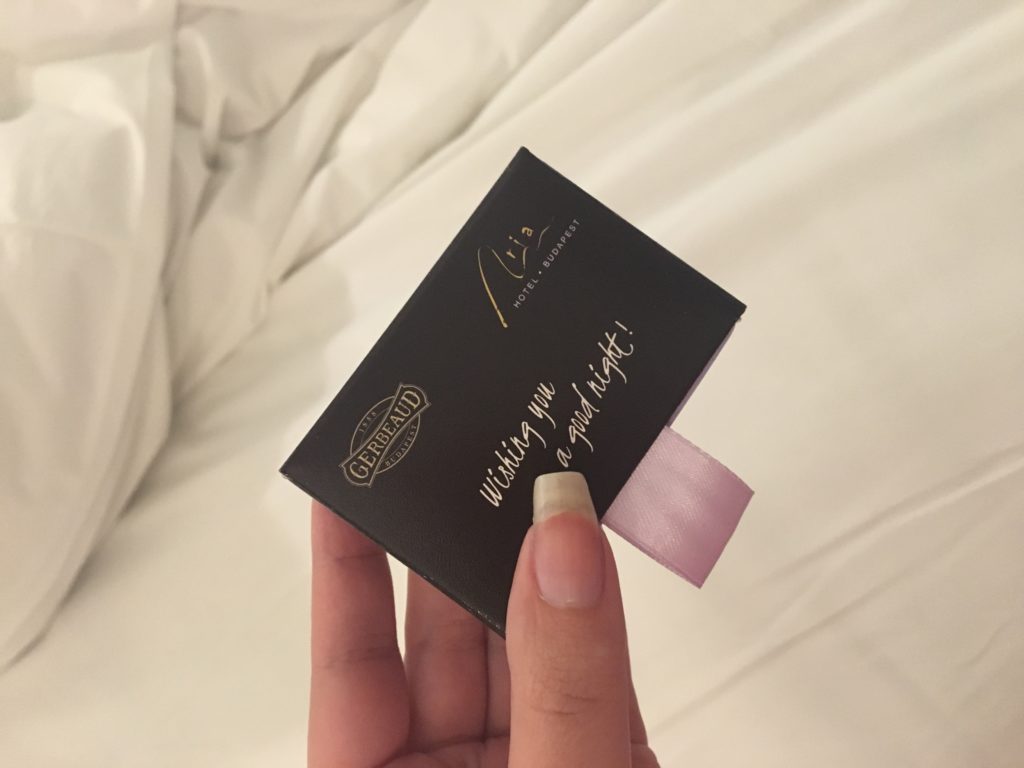 Aria
HOTEL • BUDAPEST
Wishing you
a good night!
1858
GERBEAUD
BUDAPEST